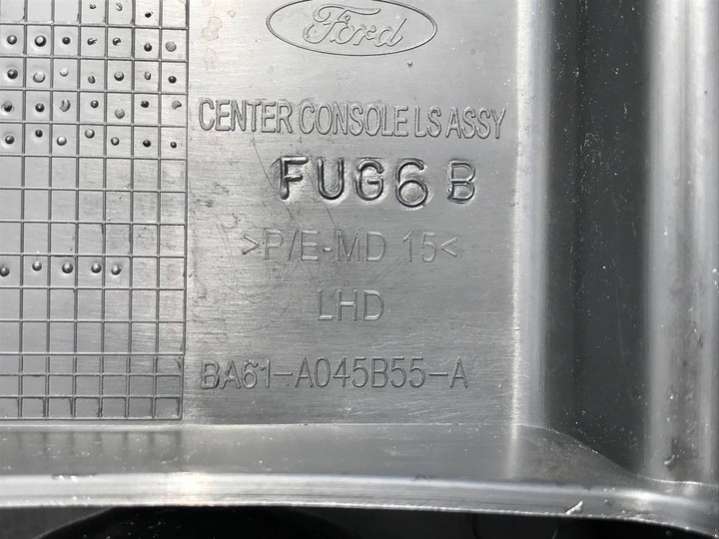 Ford
CENTER CONSOLE LS ASSY
FUG6 B
>P/E-MD 15<
LHD
BA61-A045B55-A